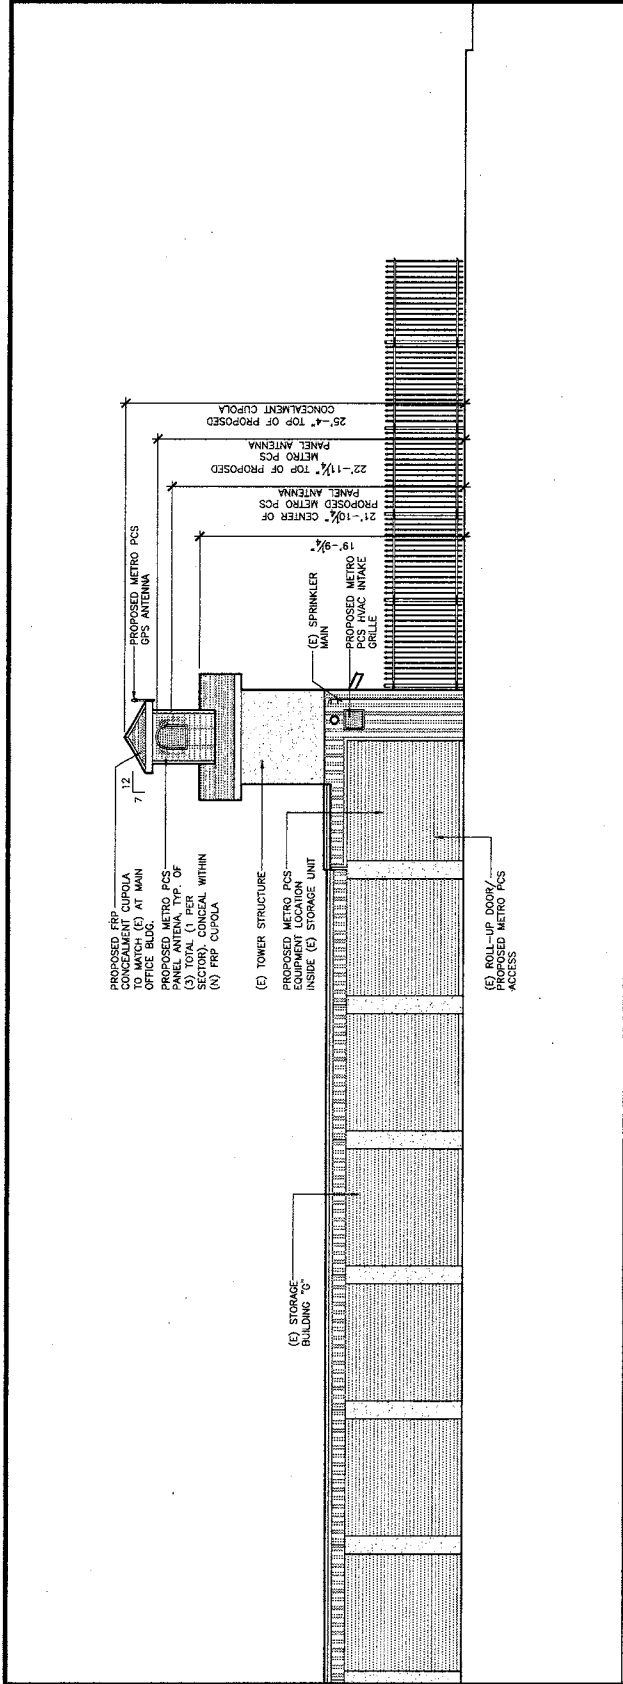 PROPOSED FRP
CONCEALMENT CUPOLA
TO MATCH (E) AT MAIN
OFFICE BLDG.
PROPOSED METRO PCS
PANEL ANTENA, TYP. OF
(3) TOTAL (1 PER
SECTOR). CONCEAL WITHIN
(N) FRP CUPOLA
12
7
PROPOSED METRO PCS
GPS ANTENNA
25'-4" TOP OF PROPOSED
CONCEALMENT CUPOLA
22'-11¼" TOP OF PROPOSED
METRO PCS
PANEL ANTENNA
21'-10¼" CENTER OF
PROPOSED METRO PCS
PANEL ANTENNA
19'-9¼"
(E) TOWER STRUCTURE
PROPOSED METRO PCS
EQUIPMENT LOCATION
INSIDE (E) STORAGE UNIT
(E) SPRINKLER
MAIN
PROPOSED METRO
PCS HVAC INTAKE
GRILLE
(E) STORAGE
BUILDING "G"
(E) ROLL-UP DOOR/
PROPOSED METRO PCS
ACCESS